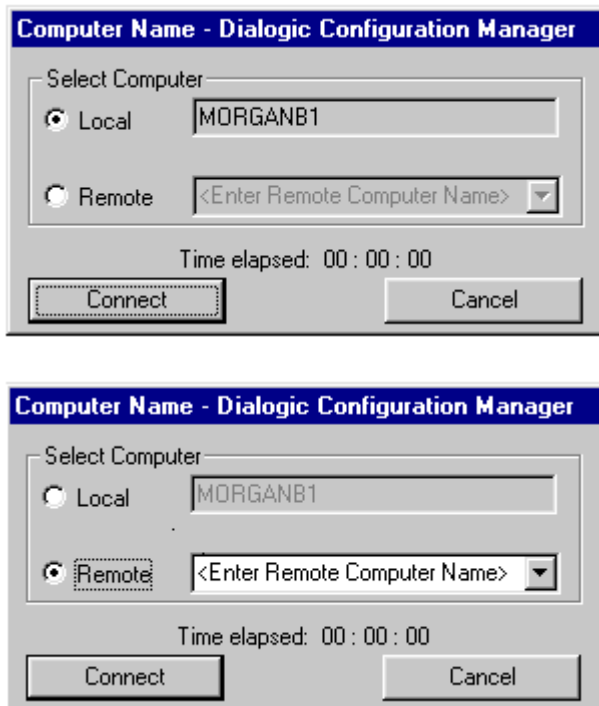 Computer Name - Dialogic Configuration Manager
Select Computer
Local MORGANB1
Remote <Enter Remote Computer Name>
Time elapsed: 00 : 00 : 00
Connect Cancel
Computer Name - Dialogic Configuration Manager
Select Computer
Local MORGANB1
Remote <Enter Remote Computer Name>
Time elapsed: 00 : 00 : 00
Connect Cancel